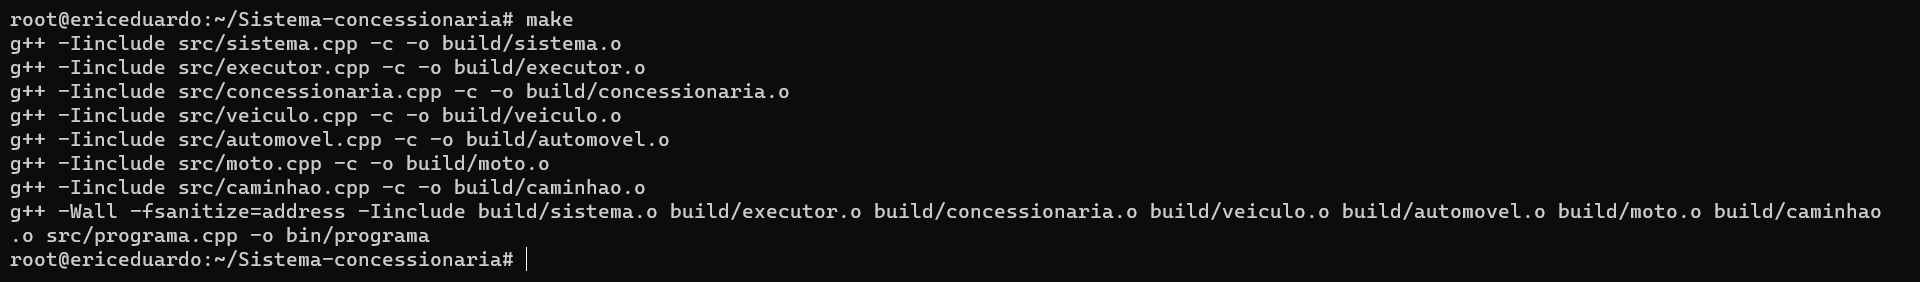 root@ericeduardo:~/Sistema-concessionaria# make
g++ -Iinclude src/sistema.cpp -c -o build/sistema.o
g++ -Iinclude src/executor.cpp -c -o build/executor.o
g++ -Iinclude src/concessionaria.cpp -c -o build/concessionaria.o
g++ -Iinclude src/veiculo.cpp -c -o build/veiculo.o
g++ -Iinclude src/automovel.cpp -c -o build/automovel.o
g++ -Iinclude src/moto.cpp -c -o build/moto.o
g++ -Iinclude src/caminhao.cpp -c -o build/caminhao.o
g++ -Wall -fsanitize=address -Iinclude build/sistema.o build/executor.o build/concessionaria.o build/veiculo.o build/automovel.o build/moto.o build/caminhao
.o src/programa.cpp -o bin/programa
root@ericeduardo:~/Sistema-concessionaria#